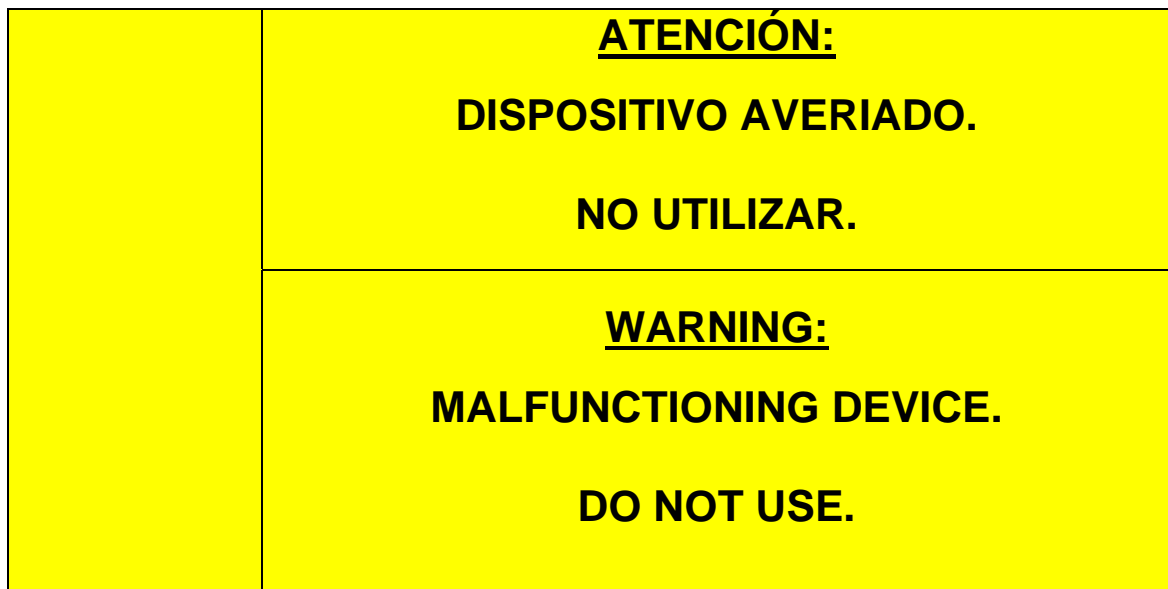 ATENCIÓN:
DISPOSITIVO AVERIADO.
NO UTILIZAR.
WARNING:
MALFUNCTIONING DEVICE.
DO NOT USE.